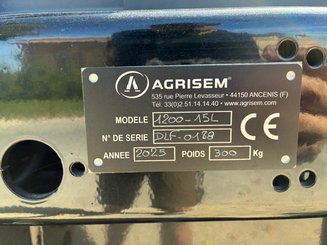 AGRISEM®
535 rue Pierre Levasseur • 44150 ANCENIS (F)
Tél. 33(0)2.51.14.14.40 • www.agrisem.com
MODELE 1200-15L
N° DE SERIE DLF-0188
ANNEE 2025 POIDS 300 Kg
CE